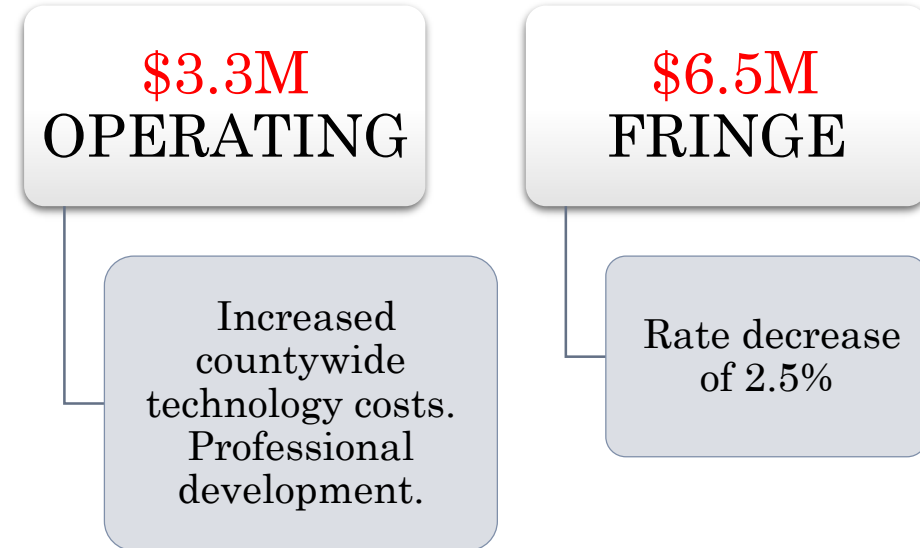 $3.3M
OPERATING
Increased
countywide
technology costs.
Professional
development.
$6.5M
FRINGE
Rate decrease
of 2.5%